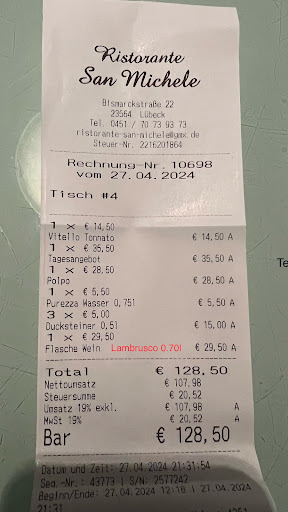 Ristorante
San Michele
Bismarckstraße 22
23564 Lübeck
Tel. 0451 / 70 73 93 73
ristorante-san-michele@gmx.de
Steuer-Nr. 2216201864
Rechnung-Nr. 10698
vom 27.04.2024
Tisch #4
1 x € 14,50
Vitello Tonnato € 14,50 A
1 x € 35,50
Tagesangebot € 35,50 A
1 x € 28,50
Polpo € 28,50 A
1 x € 5,50
Purezza Wasser 0,75l € 5,50 A
3 x € 5,00
Ducksteiner 0,5l € 15,00 A
1 x € 29,50
Flasche Wein Lambrusco 0.70l € 29,50 A
Total € 128,50
Nettoumsatz € 107,98
Steuersumme € 20,52
Umsatz 19% exkl. € 107,98 A
MwSt 19% € 20,52 A
Bar € 128,50
Datum und Zeit: 27.04.2024 21:31:54
Seq.-Nr.: 43773 | S/N: 2577242
Beginn/Ende: 27.04.2024 12:18 | 27.04.2024
21:31
Te